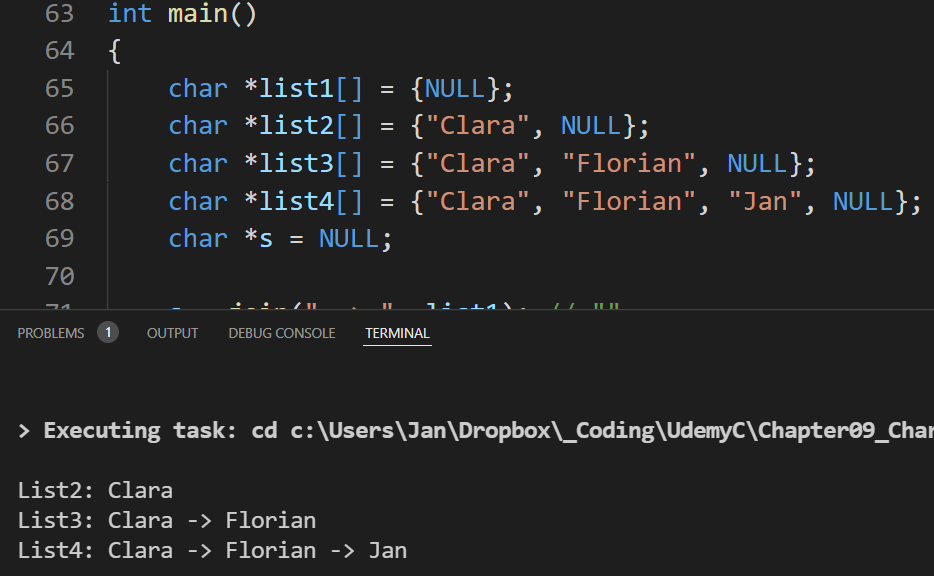 63 int main()
64 {
65 char *list1[] = {NULL};
66 char *list2[] = {"Clara", NULL};
67 char *list3[] = {"Clara", "Florian", NULL};
68 char *list4[] = {"Clara", "Florian", "Jan", NULL};
69 char *s = NULL;
70
PROBLEMS 1 OUTPUT DEBUG CONSOLE TERMINAL
> Executing task: cd c:\Users\Jan\Dropbox\_Coding\UdemyC\Chapter09_Char
List2: Clara
List3: Clara -> Florian
List4: Clara -> Florian -> Jan